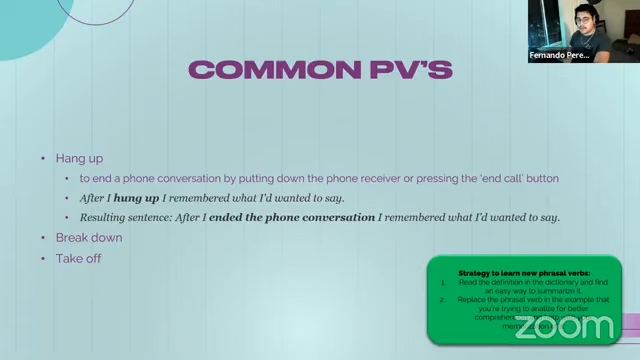 Fernando Pere...
COMMON PV'S
• Hang up
• to end a phone conversation by putting down the phone receiver or pressing the 'end call' button
• After I hung up I remembered what I'd wanted to say.
• Resulting sentence: After I ended the phone conversation I remembered what I'd wanted to say.
• Break down
• Take off
Strategy to learn new phrasal verbs:
1. Read the definition in the dictionary and find
an easy way to summarize it.
2. Replace the phrasal verb in the example that
you're trying to analize for better
zoom